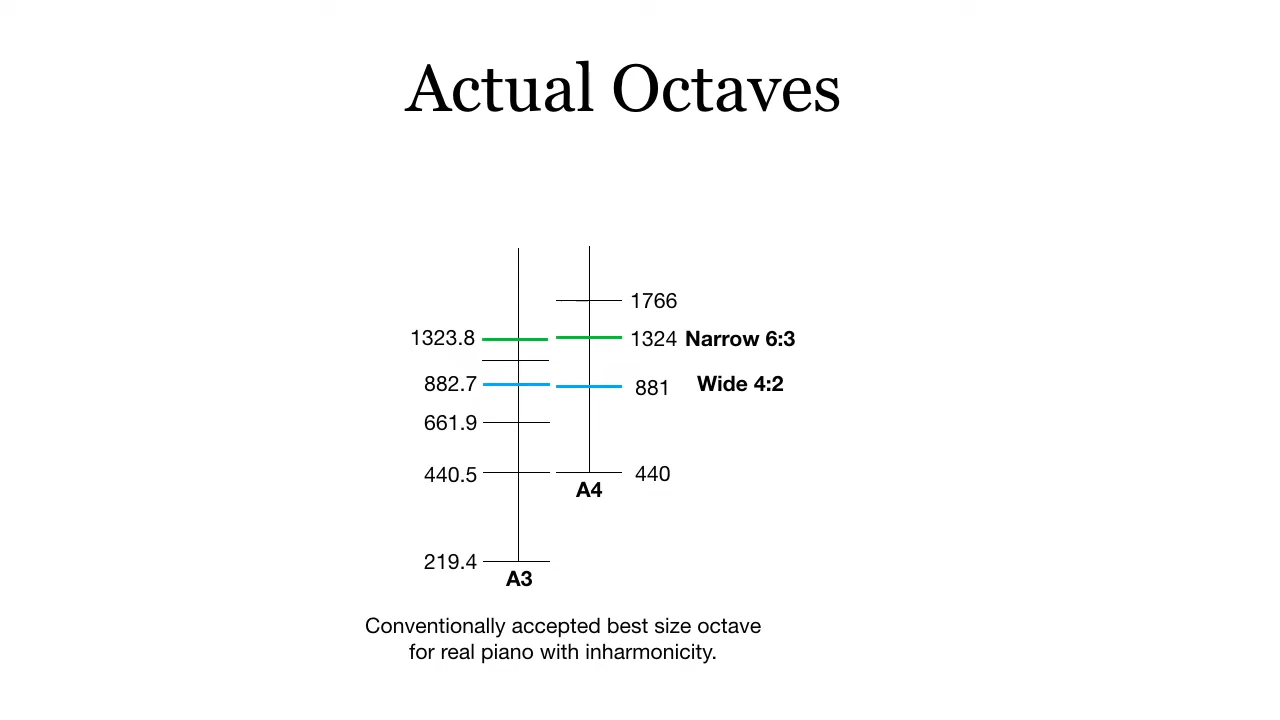 Actual Octaves
1766
1323.8 1324 Narrow 6:3
882.7 881 Wide 4:2
661.9
440.5 440
A4
219.4
A3
Conventionally accepted best size octave
for real piano with inharmonicity.